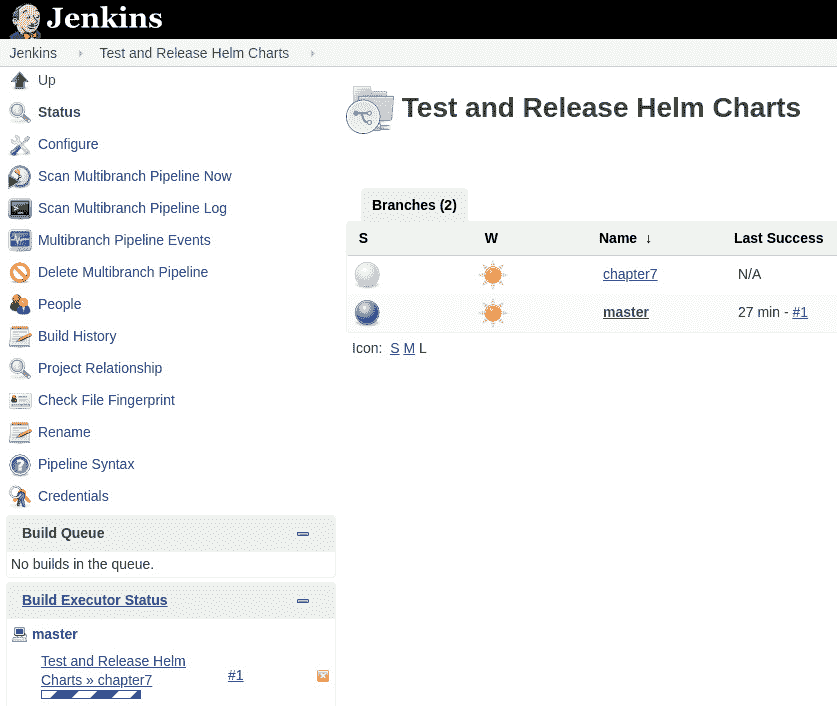 Jenkins
Jenkins Test and Release Helm Charts
Up
Status
Configure
Scan Multibranch Pipeline Now
Scan Multibranch Pipeline Log
Multibranch Pipeline Events
Delete Multibranch Pipeline
People
Build History
Project Relationship
Check File Fingerprint
Rename
Pipeline Syntax
Credentials
Build Queue
No builds in the queue.
Build Executor Status
master
Test and Release Helm
Charts » chapter7
#1
Test and Release Helm Charts
Branches (2)
S W Name ↓ Last Success
chapter7 N/A
master 27 min - #1
Icon: S M L